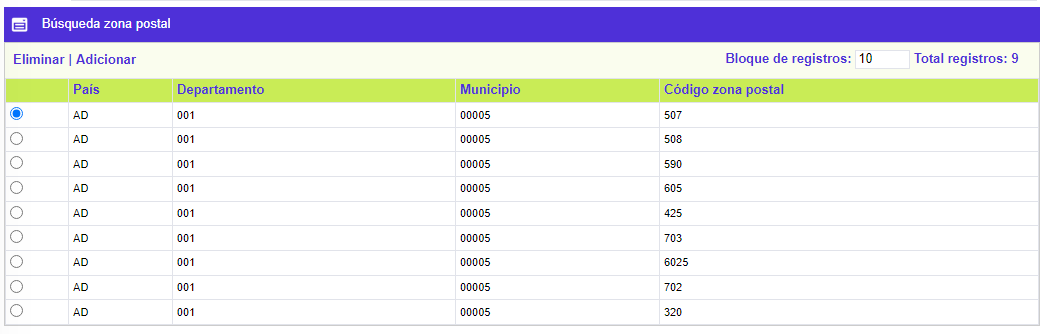 Búsqueda zona postal
Eliminar | Adicionar Bloque de registros: 10 Total registros: 9
País Departamento Municipio Código zona postal
AD 001 00005 507
AD 001 00005 508
AD 001 00005 590
AD 001 00005 605
AD 001 00005 425
AD 001 00005 703
AD 001 00005 6025
AD 001 00005 702
AD 001 00005 320